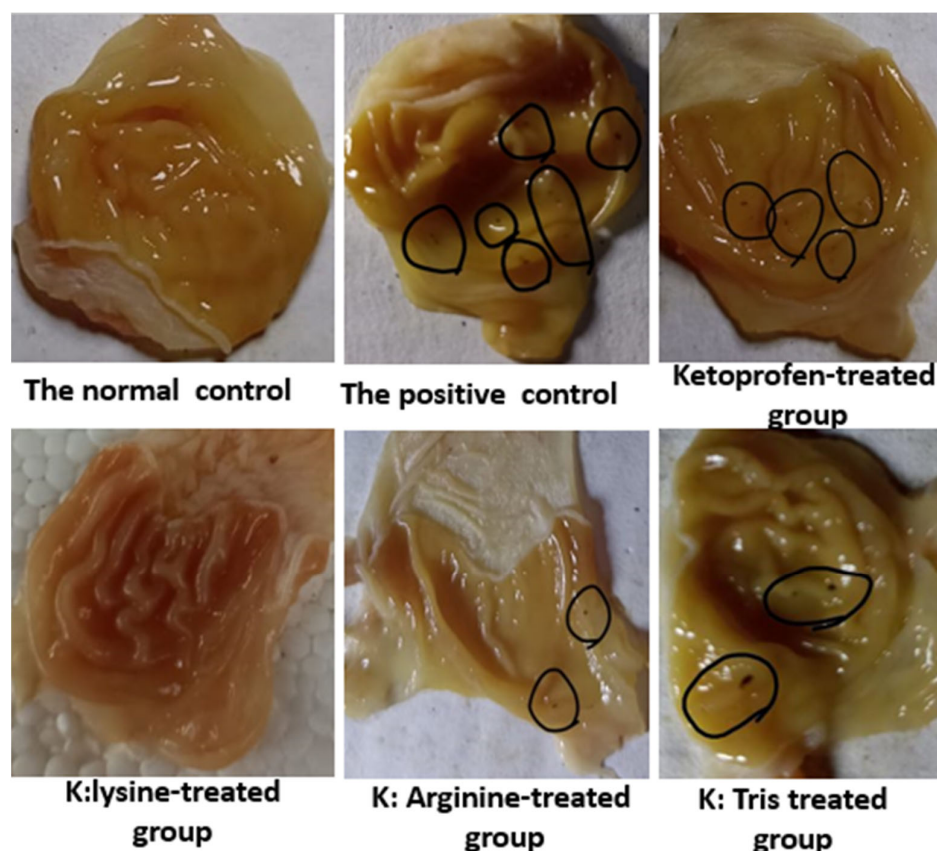 The normal control
The positive control
Ketoprofen-treated
group
K:lysine-treated
group
K: Arginine-treated
group
K: Tris treated
group